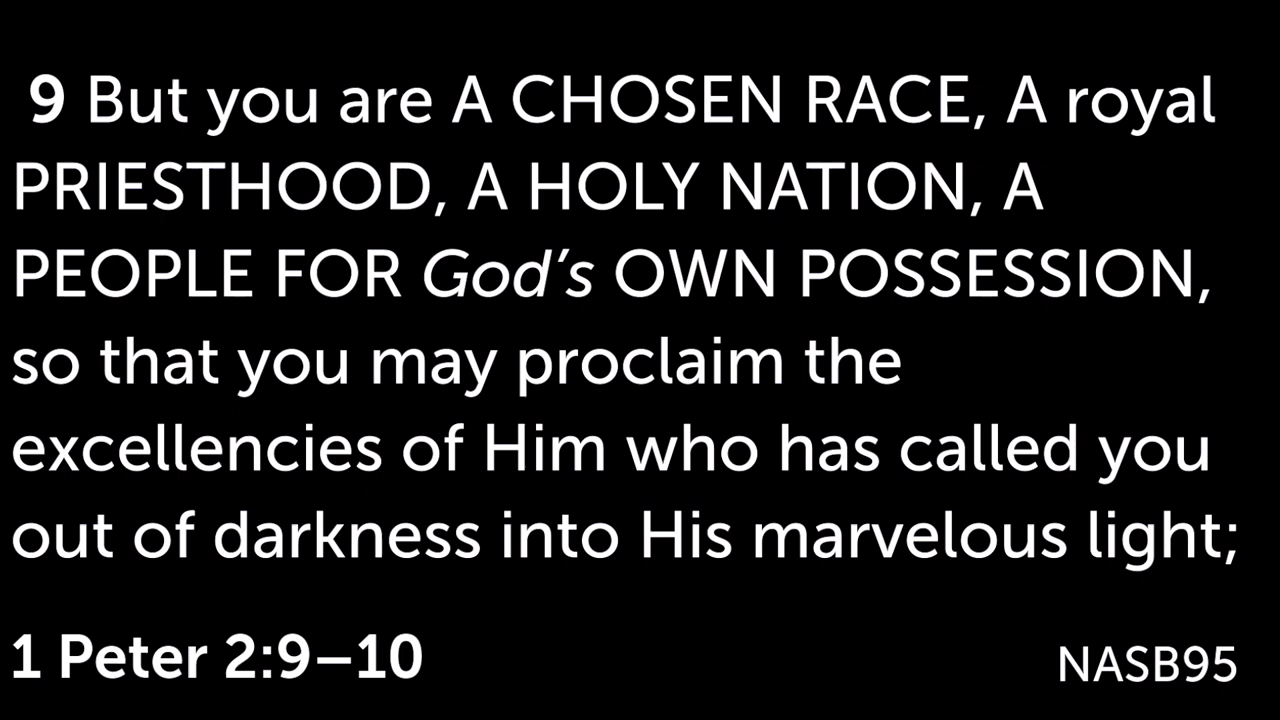 9 But you are A CHOSEN RACE, A royal
PRIESTHOOD, A HOLY NATION, A
PEOPLE FOR God’s OWN POSSESSION,
so that you may proclaim the
excellencies of Him who has called you
out of darkness into His marvelous light;
1 Peter 2:9–10
NASB95